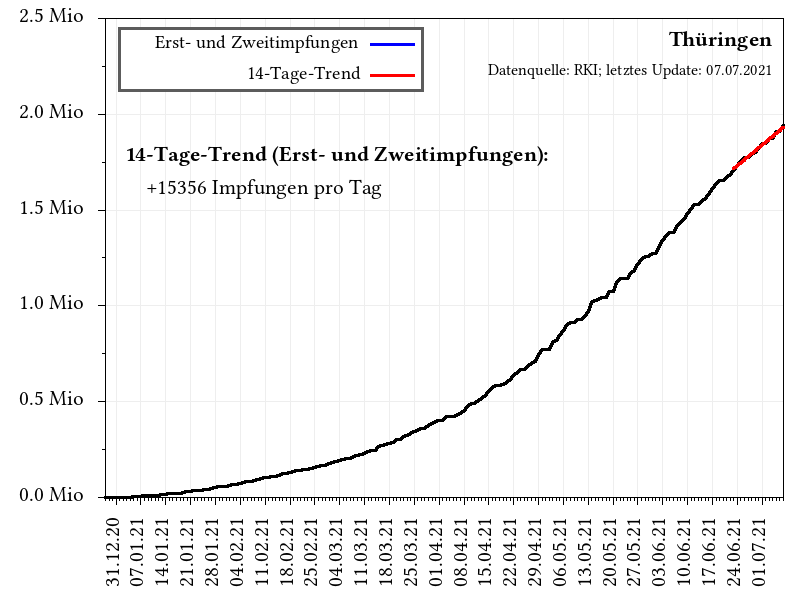 2.5 Mio
2.0 Mio
1.5 Mio
1.0 Mio
0.5 Mio
0.0 Mio
Erst- und Zweitimpfungen
14-Tage-Trend
Thüringen
Datenquelle: RKI; letztes Update: 07.07.2021
14-Tage-Trend (Erst- und Zweitimpfungen):
+15356 Impfungen pro Tag
31.12.20
07.01.21
14.01.21
21.01.21
28.01.21
04.02.21
11.02.21
18.02.21
25.02.21
04.03.21
11.03.21
18.03.21
25.03.21
01.04.21
08.04.21
15.04.21
22.04.21
29.04.21
06.05.21
13.05.21
20.05.21
27.05.21
03.06.21
10.06.21
17.06.21
24.06.21
01.07.21